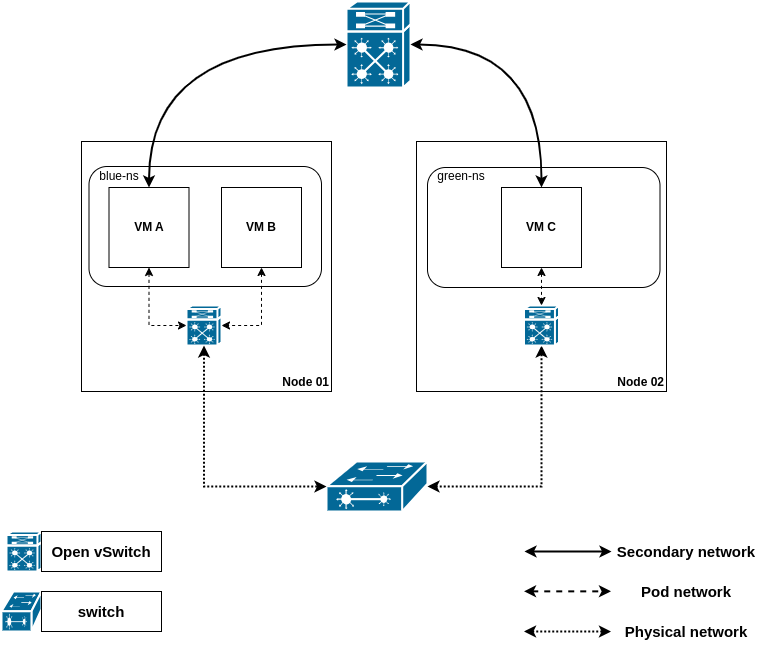 blue-ns
green-ns
VM A
VM B
VM C
Node 01
Node 02
Open vSwitch
switch
Secondary network
Pod network
Physical network